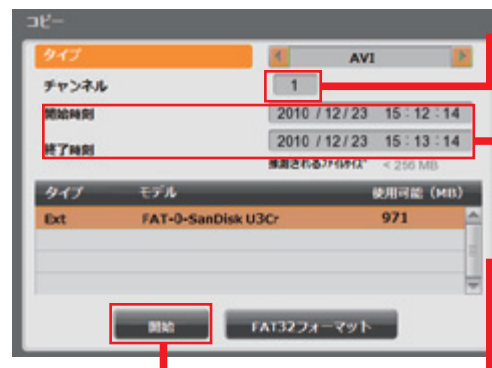 コピー
タイプ AVI
チャンネル 1
開始時刻 2010 / 12 / 23 15 : 12 : 14
終了時刻 2010 / 12 / 23 15 : 13 : 14
推測されるファイルサイズ < 256 MB
タイプ モデル 使用可能 (MB)
Ext FAT-0-SanDisk U3Cr 971
開始 FAT32フォーマット